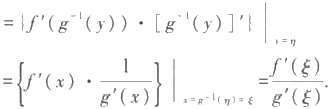 = {f′(g⁻¹(y)) · [g⁻¹(y)]′} |_{y=η}
= {f′(x) · 1/g′(x)} |_{x=g⁻¹(η)=ξ} = f′(ξ)/g′(ξ).